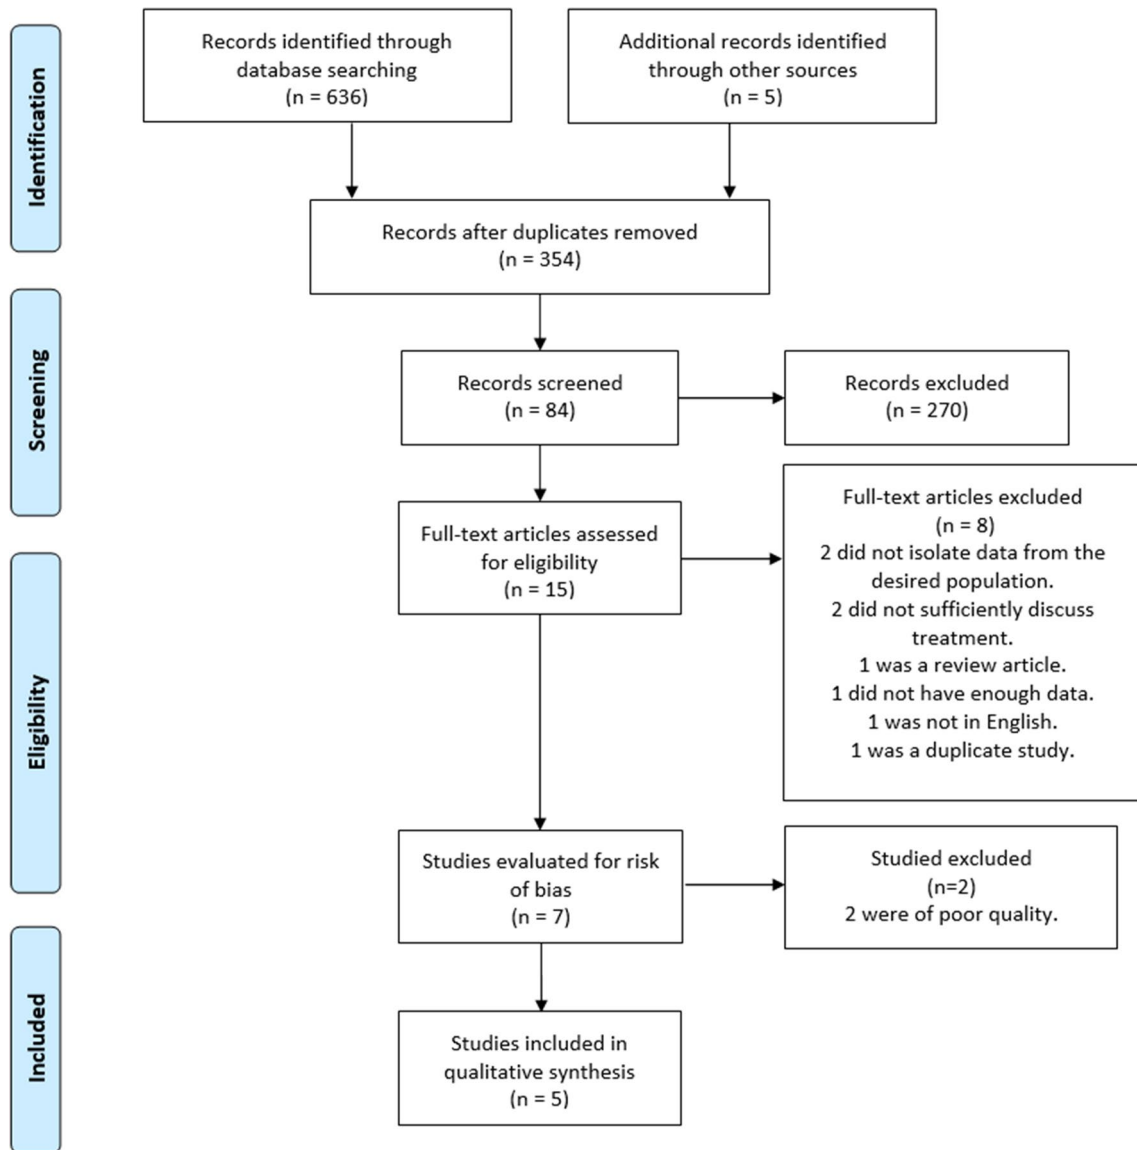 Identification
Records identified through
database searching
(n = 636)
Additional records identified
through other sources
(n = 5)
Records after duplicates removed
(n = 354)
Screening
Records screened
(n = 84)
Records excluded
(n = 270)
Eligibility
Full-text articles assessed
for eligibility
(n = 15)
Full-text articles excluded
(n = 8)
2 did not isolate data from the
desired population.
2 did not sufficiently discuss
treatment.
1 was a review article.
1 did not have enough data.
1 was not in English.
1 was a duplicate study.
Studies evaluated for risk
of bias
(n = 7)
Studied excluded
(n=2)
2 were of poor quality.
Included
Studies included in
qualitative synthesis
(n = 5)